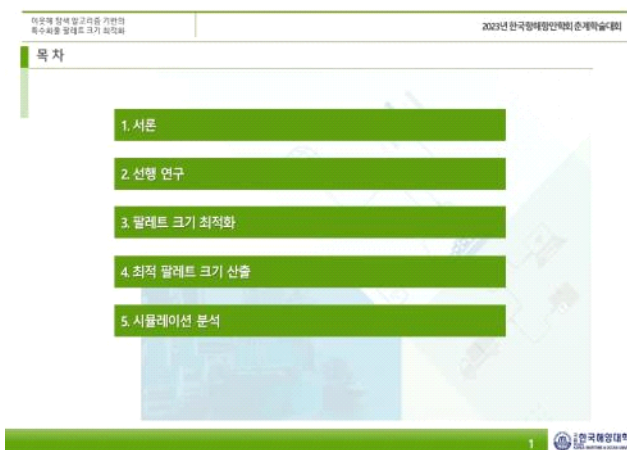 이웃해 탐색 알고리즘 기반의
특수화물 팔레트 크기 최적화
2023년 한국항해항만학회 춘계학술대회
목 차
1. 서론
2. 선행 연구
3. 팔레트 크기 최적화
4. 최적 팔레트 크기 산출
5. 시뮬레이션 분석
1
한국해양대학